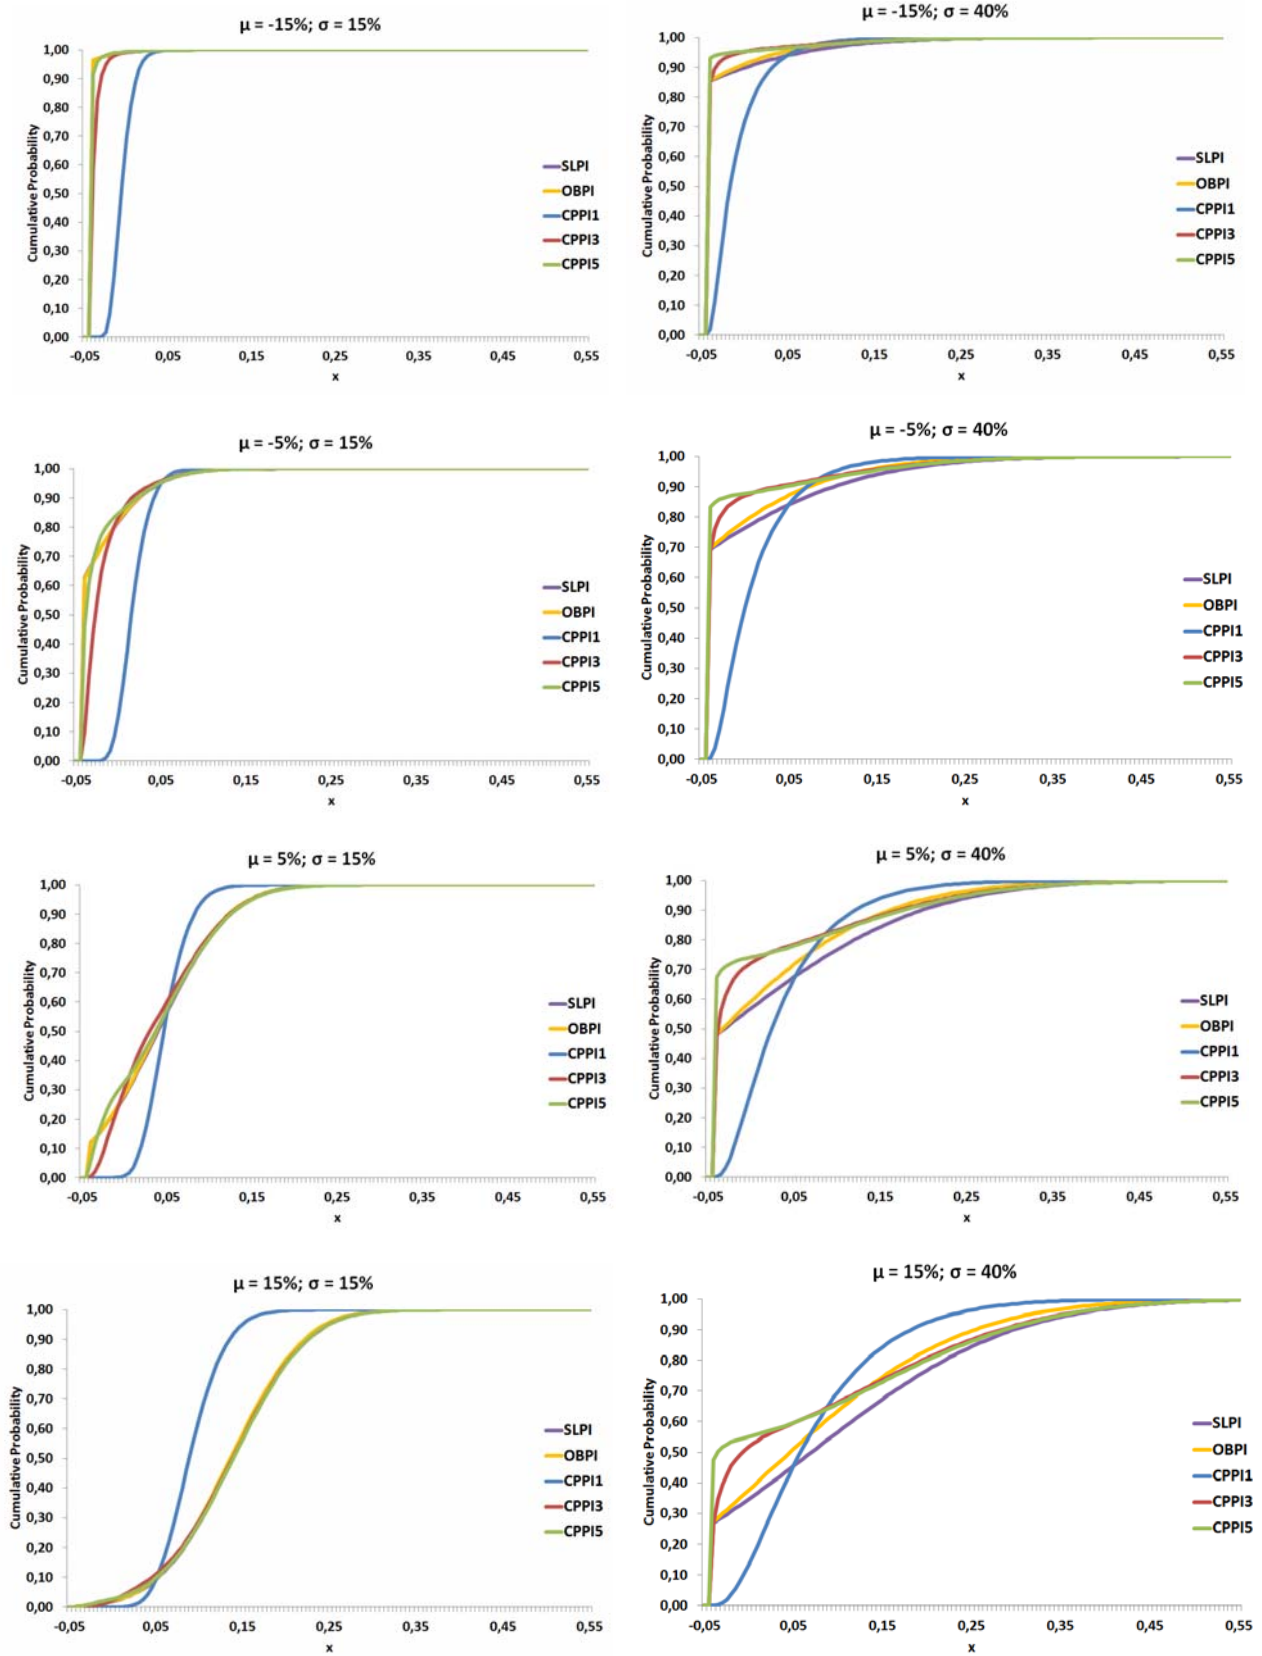 μ = -15%; σ = 15%
1,00
0,90
0,80
0,70
0,60
0,50
0,40
0,30
0,20
0,10
0,00
Cumulative Probability
-0,05 0,05 0,15 0,25 0,35 0,45 0,55
x
SLPI
OBPI
CPPI1
CPPI3
CPPI5
μ = -15%; σ = 40%
1,00
0,90
0,80
0,70
0,60
0,50
0,40
0,30
0,20
0,10
0,00
Cumulative Probability
-0,05 0,05 0,15 0,25 0,35 0,45 0,55
x
SLPI
OBPI
CPPI1
CPPI3
CPPI5
μ = -5%; σ = 15%
1,00
0,90
0,80
0,70
0,60
0,50
0,40
0,30
0,20
0,10
0,00
Cumulative Probability
-0,05 0,05 0,15 0,25 0,35 0,45 0,55
x
SLPI
OBPI
CPPI1
CPPI3
CPPI5
μ = -5%; σ = 40%
1,00
0,90
0,80
0,70
0,60
0,50
0,40
0,30
0,20
0,10
0,00
Cumulative Probability
-0,05 0,05 0,15 0,25 0,35 0,45 0,55
x
SLPI
OBPI
CPPI1
CPPI3
CPPI5
μ = 5%; σ = 15%
1,00
0,90
0,80
0,70
0,60
0,50
0,40
0,30
0,20
0,10
0,00
Cumulative Probability
-0,05 0,05 0,15 0,25 0,35 0,45 0,55
x
SLPI
OBPI
CPPI1
CPPI3
CPPI5
μ = 5%; σ = 40%
1,00
0,90
0,80
0,70
0,60
0,50
0,40
0,30
0,20
0,10
0,00
Cumulative Probability
-0,05 0,05 0,15 0,25 0,35 0,45 0,55
x
SLPI
OBPI
CPPI1
CPPI3
CPPI5
μ = 15%; σ = 15%
1,00
0,90
0,80
0,70
0,60
0,50
0,40
0,30
0,20
0,10
0,00
Cumulative Probability
-0,05 0,05 0,15 0,25 0,35 0,45 0,55
x
SLPI
OBPI
CPPI1
CPPI3
CPPI5
μ = 15%; σ = 40%
1,00
0,90
0,80
0,70
0,60
0,50
0,40
0,30
0,20
0,10
0,00
Cumulative Probability
-0,05 0,05 0,15 0,25 0,35 0,45 0,55
x
SLPI
OBPI
CPPI1
CPPI3
CPPI5